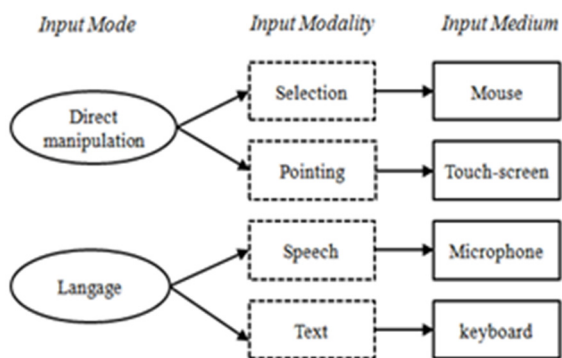 Input Mode
Input Modality
Input Medium
Selection
Mouse
Direct
manipulation
Pointing
Touch-screen
Speech
Microphone
Langage
Text
keyboard